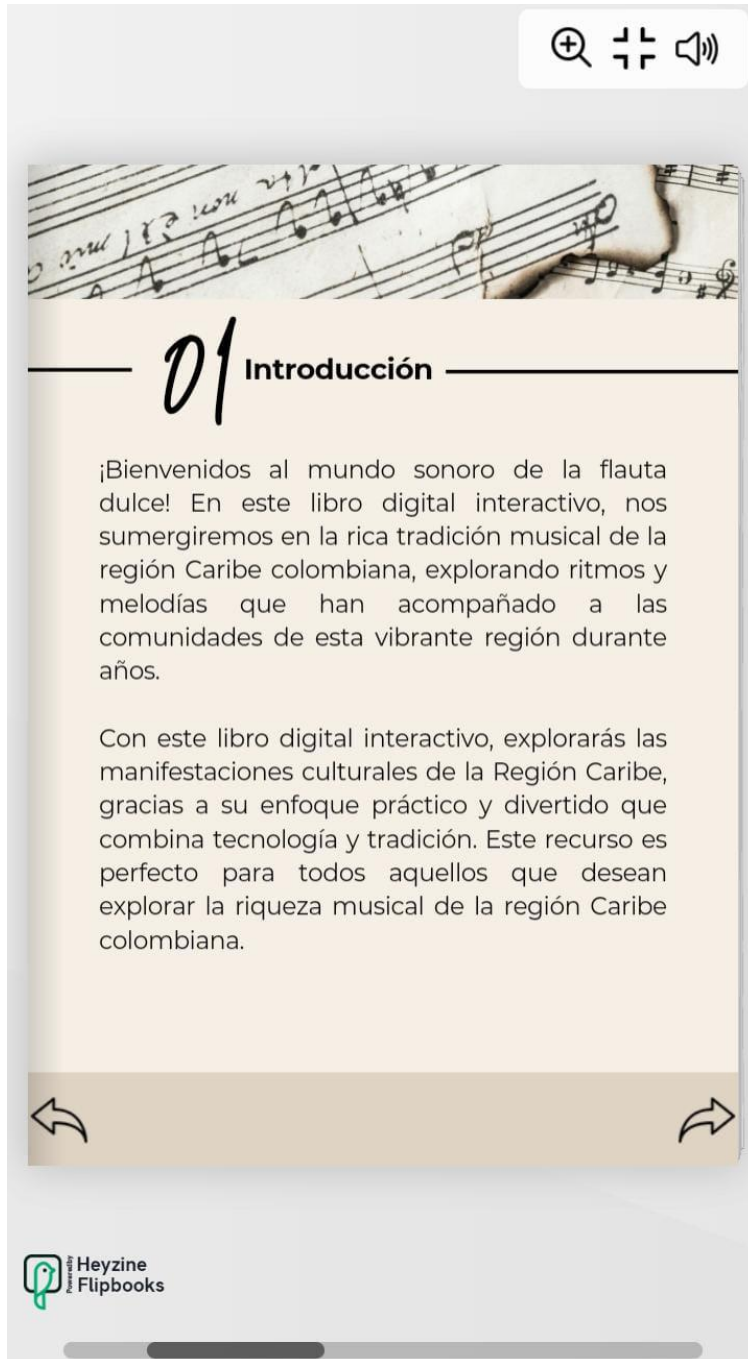 01 Introducción
¡Bienvenidos al mundo sonoro de la flauta
dulce! En este libro digital interactivo, nos
sumergiremos en la rica tradición musical de la
región Caribe colombiana, explorando ritmos y
melodías que han acompañado a las
comunidades de esta vibrante región durante
años.
Con este libro digital interactivo, explorarás las
manifestaciones culturales de la Región Caribe,
gracias a su enfoque práctico y divertido que
combina tecnología y tradición. Este recurso es
perfecto para todos aquellos que desean
explorar la riqueza musical de la región Caribe
colombiana.
Powered by
Heyzine
Flipbooks